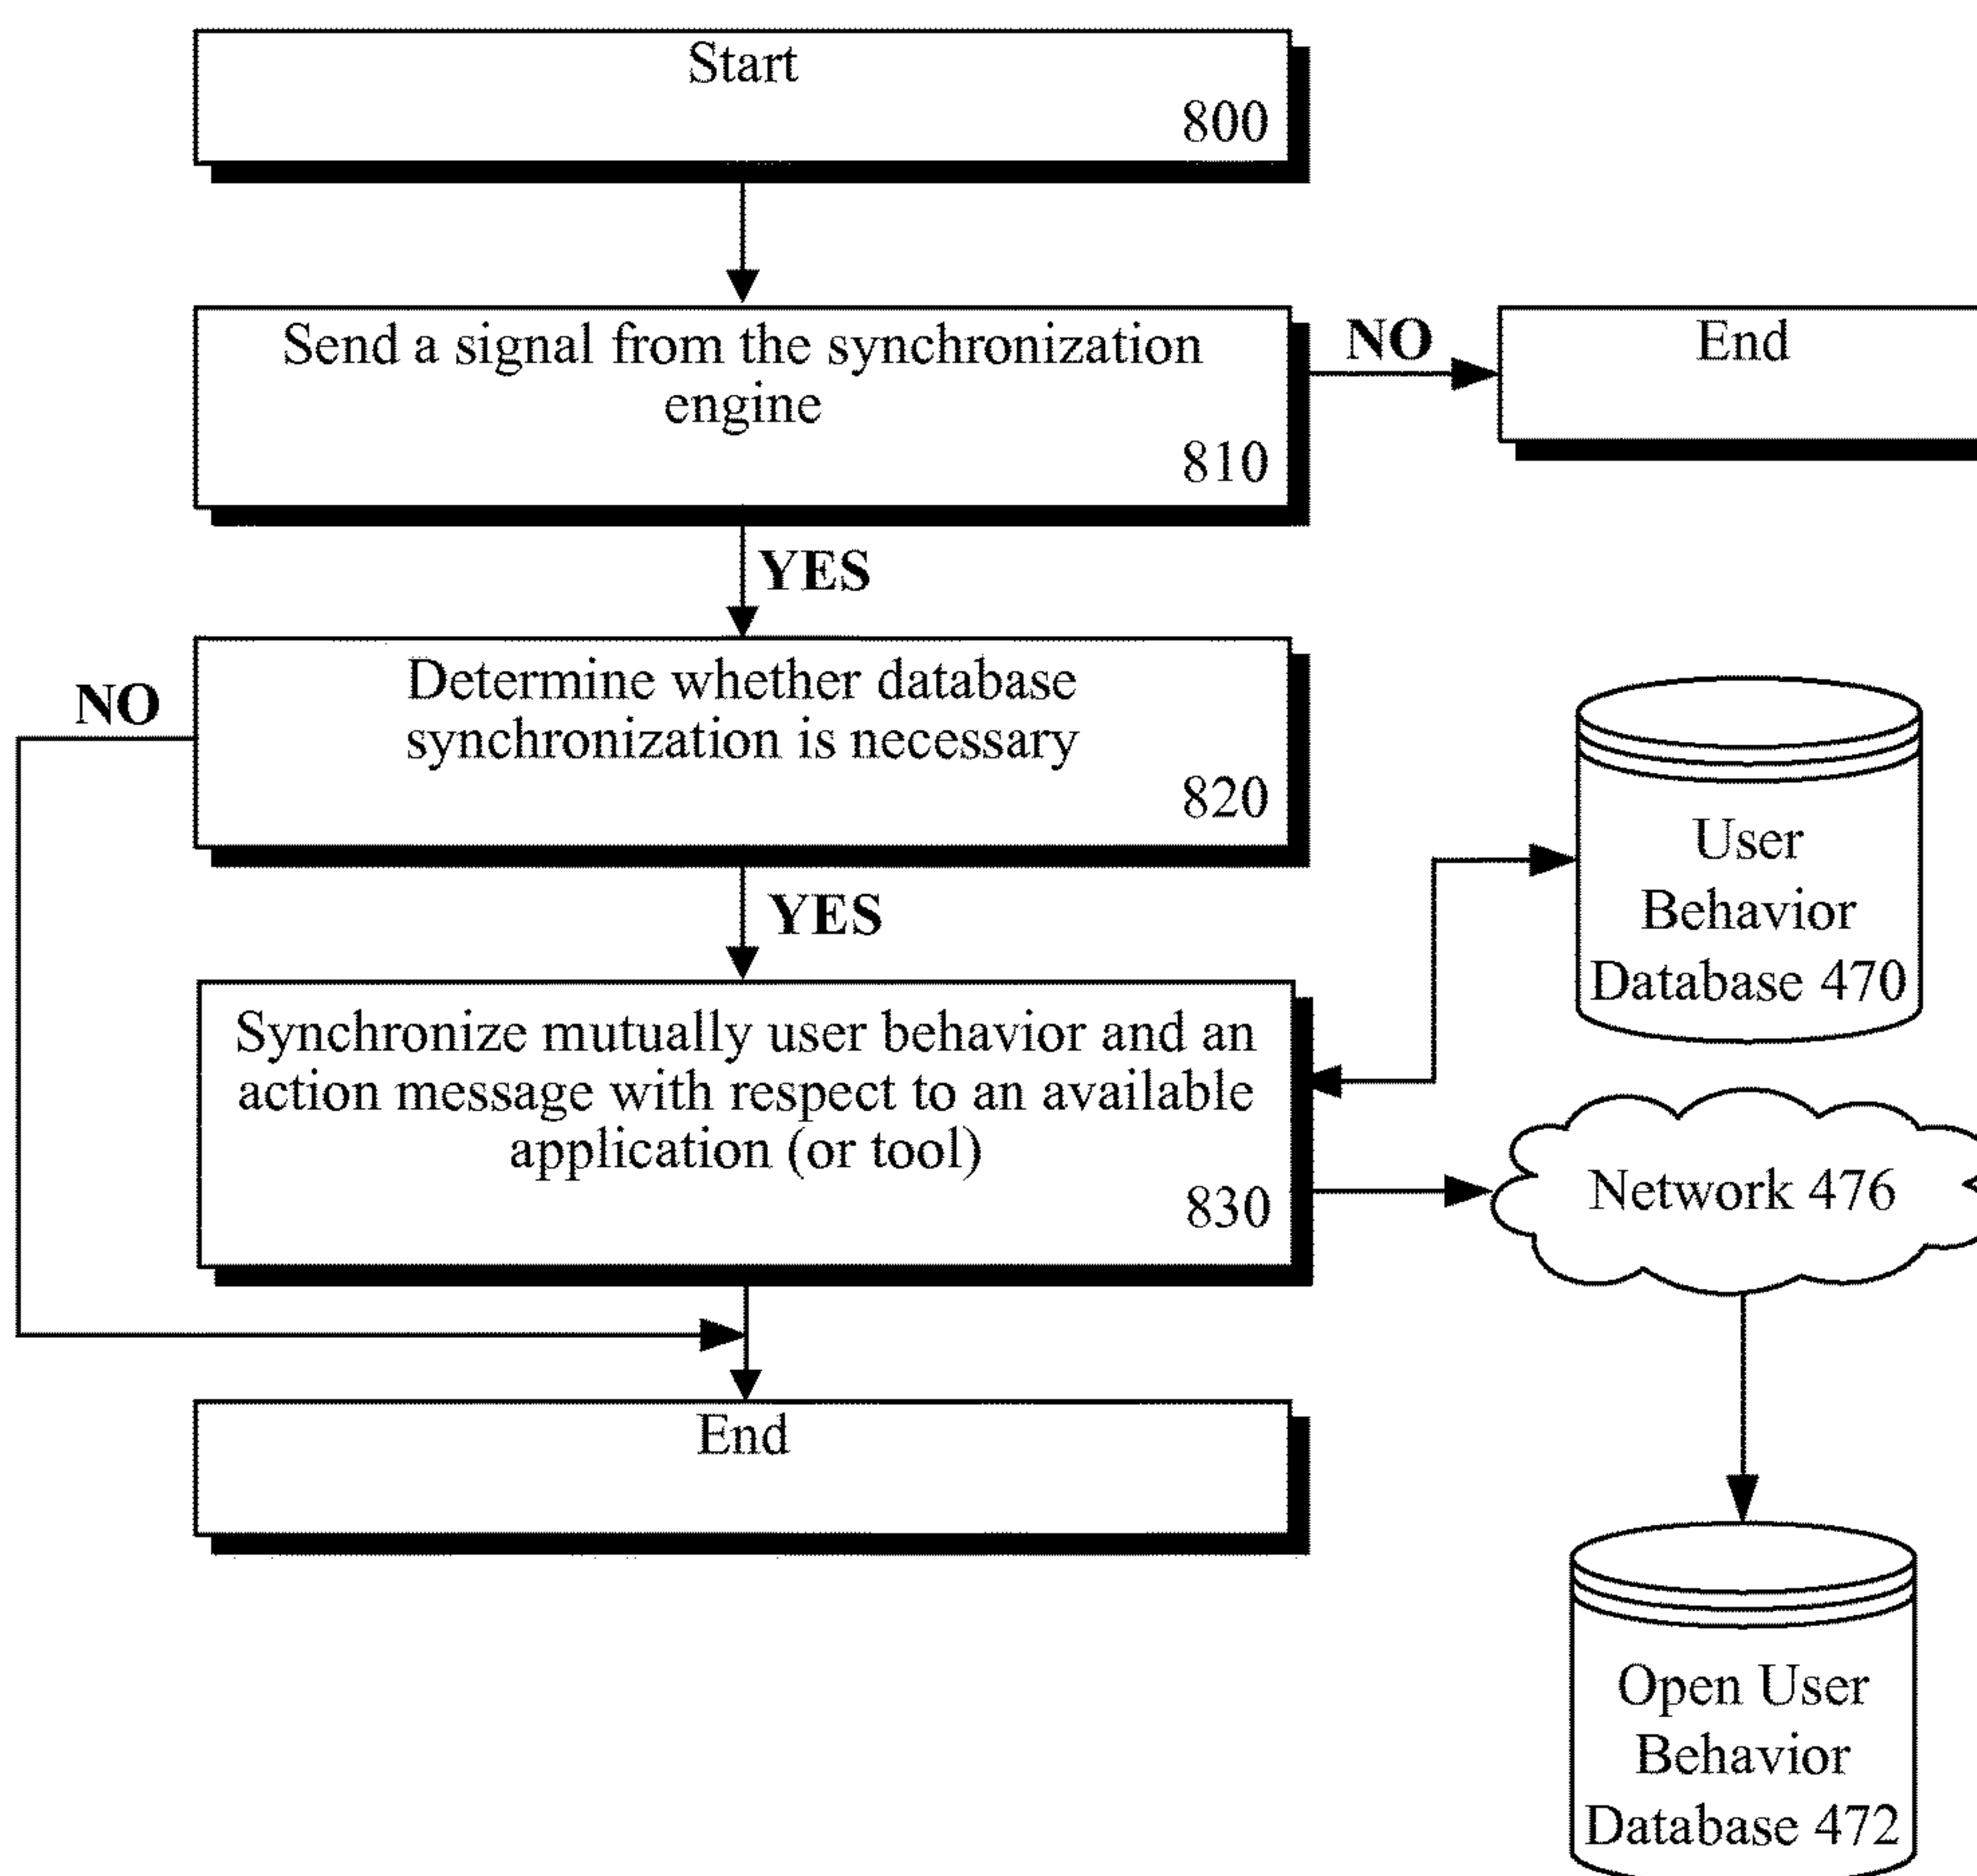 Start
800
Send a signal from the synchronization
engine
810
NO
End
YES
Determine whether database
synchronization is necessary
820
NO
YES
User
Behavior
Database 470
Synchronize mutually user behavior and an
action message with respect to an available
application (or tool)
830
Network 476
End
Open User
Behavior
Database 472